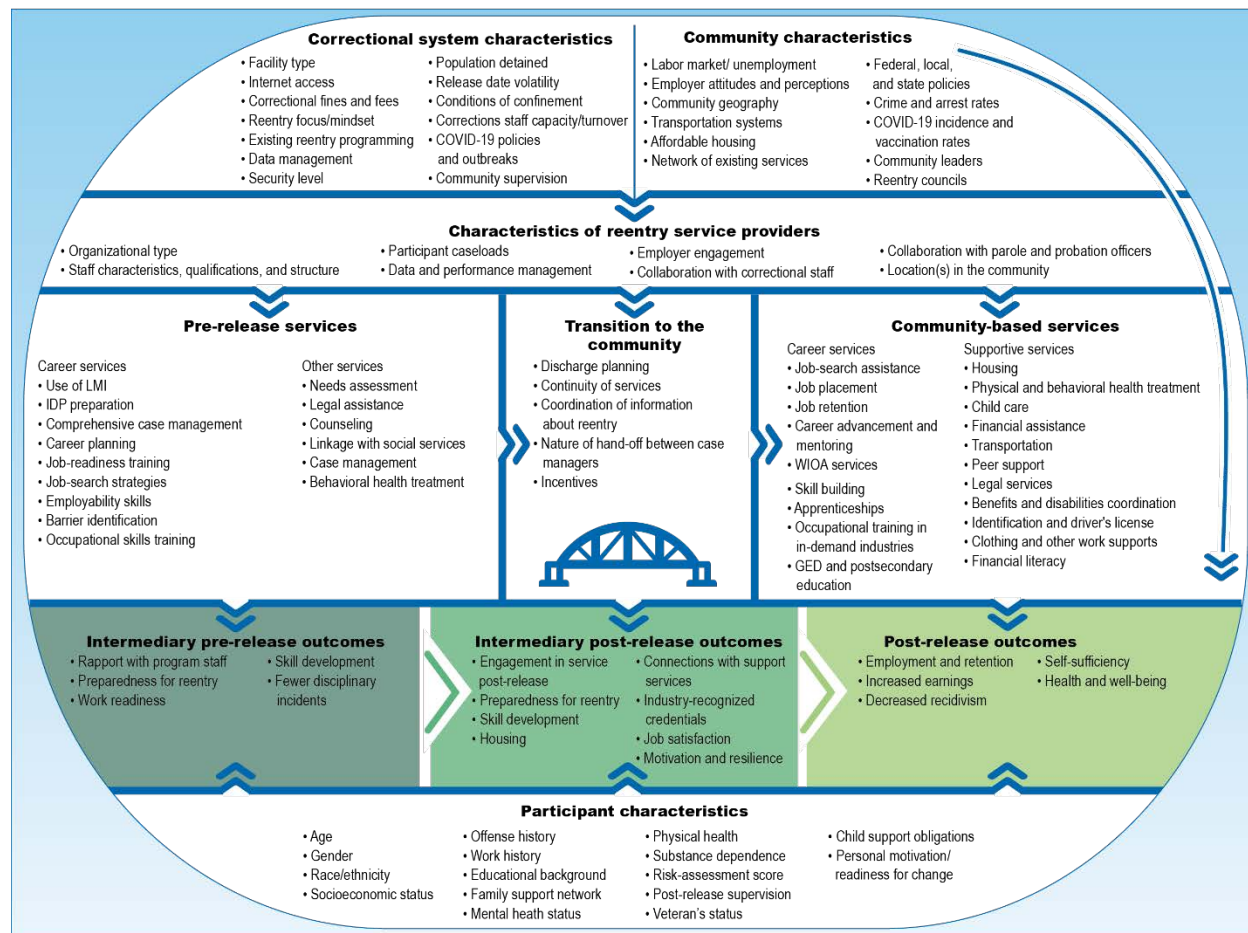 Correctional system characteristics
• Facility type
• Internet access
• Correctional fines and fees
• Reentry focus/mindset
• Existing reentry programming
• Data management
• Security level
• Population detained
• Release date volatility
• Conditions of confinement
• Corrections staff capacity/turnover
• COVID-19 policies
and outbreaks
• Community supervision
Community characteristics
• Labor market/ unemployment
• Employer attitudes and perceptions
• Community geography
• Transportation systems
• Affordable housing
• Network of existing services
• Federal, local,
and state policies
• Crime and arrest rates
• COVID-19 incidence and
vaccination rates
• Community leaders
• Reentry councils
Characteristics of reentry service providers
• Organizational type
• Staff characteristics, qualifications, and structure
• Participant caseloads
• Data and performance management
• Employer engagement
• Collaboration with correctional staff
• Collaboration with parole and probation officers
• Location(s) in the community
Pre-release services
Career services
• Use of LMI
• IDP preparation
• Comprehensive case management
• Career planning
• Job-readiness training
• Job-search strategies
• Employability skills
• Barrier identification
• Occupational skills training
Other services
• Needs assessment
• Legal assistance
• Counseling
• Linkage with social services
• Case management
• Behavioral health treatment
Transition to the
community
• Discharge planning
• Continuity of services
• Coordination of information
about reentry
• Nature of hand-off between case
managers
• Incentives
Community-based services
Career services
• Job-search assistance
• Job placement
• Job retention
• Career advancement and
mentoring
• WIOA services
• Skill building
• Apprenticeships
• Occupational training in
in-demand industries
• GED and postsecondary
education
Supportive services
• Housing
• Physical and behavioral health treatment
• Child care
• Financial assistance
• Transportation
• Peer support
• Legal services
• Benefits and disabilities coordination
• Identification and driver's license
• Clothing and other work supports
• Financial literacy
Intermediary pre-release outcomes
• Rapport with program staff
• Preparedness for reentry
• Work readiness
• Skill development
• Fewer disciplinary
incidents
Intermediary post-release outcomes
• Engagement in service
post-release
• Preparedness for reentry
• Skill development
• Housing
• Connections with support
services
• Industry-recognized
credentials
• Job satisfaction
• Motivation and resilience
Post-release outcomes
• Employment and retention
• Increased earnings
• Decreased recidivism
• Self-sufficiency
• Health and well-being
Participant characteristics
• Age
• Gender
• Race/ethnicity
• Socioeconomic status
• Offense history
• Work history
• Educational background
• Family support network
• Mental heath status
• Physical health
• Substance dependence
• Risk-assessment score
• Post-release supervision
• Veteran's status
• Child support obligations
• Personal motivation/
readiness for change